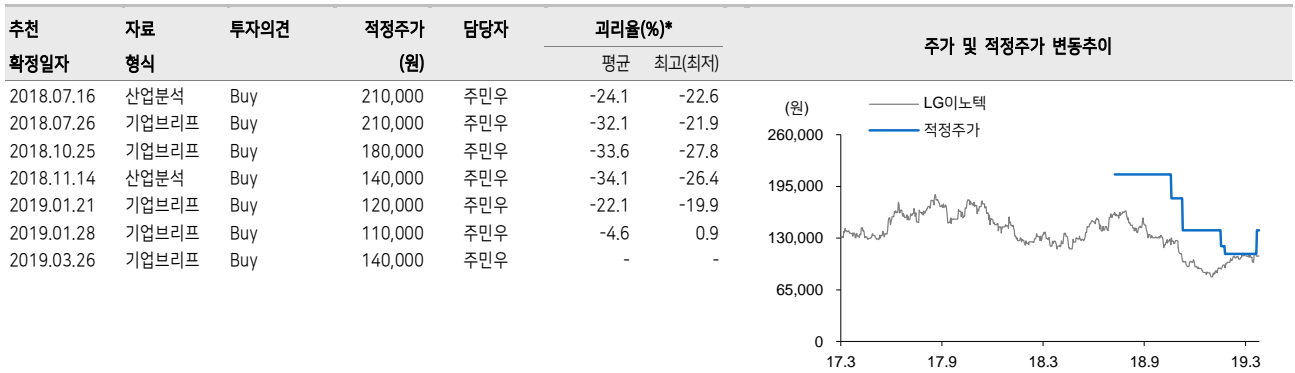 추천 자료 투자의견 적정주가 담당자 괴리율(%)*
확정일자 형식 (원) 평균 최고(최저)
2018.07.16 산업분석 Buy 210,000 주민우 -24.1 -22.6
2018.07.26 기업브리프 Buy 210,000 주민우 -32.1 -21.9
2018.10.25 기업브리프 Buy 180,000 주민우 -33.6 -27.8
2018.11.14 산업분석 Buy 140,000 주민우 -34.1 -26.4
2019.01.21 기업브리프 Buy 120,000 주민우 -22.1 -19.9
2019.01.28 기업브리프 Buy 110,000 주민우 -4.6 0.9
2019.03.26 기업브리프 Buy 140,000 주민우 - -
주가 및 적정주가 변동추이
(원)
LG이노텍
적정주가
260,000
195,000
130,000
65,000
0
17.3 17.9 18.3 18.9 19.3